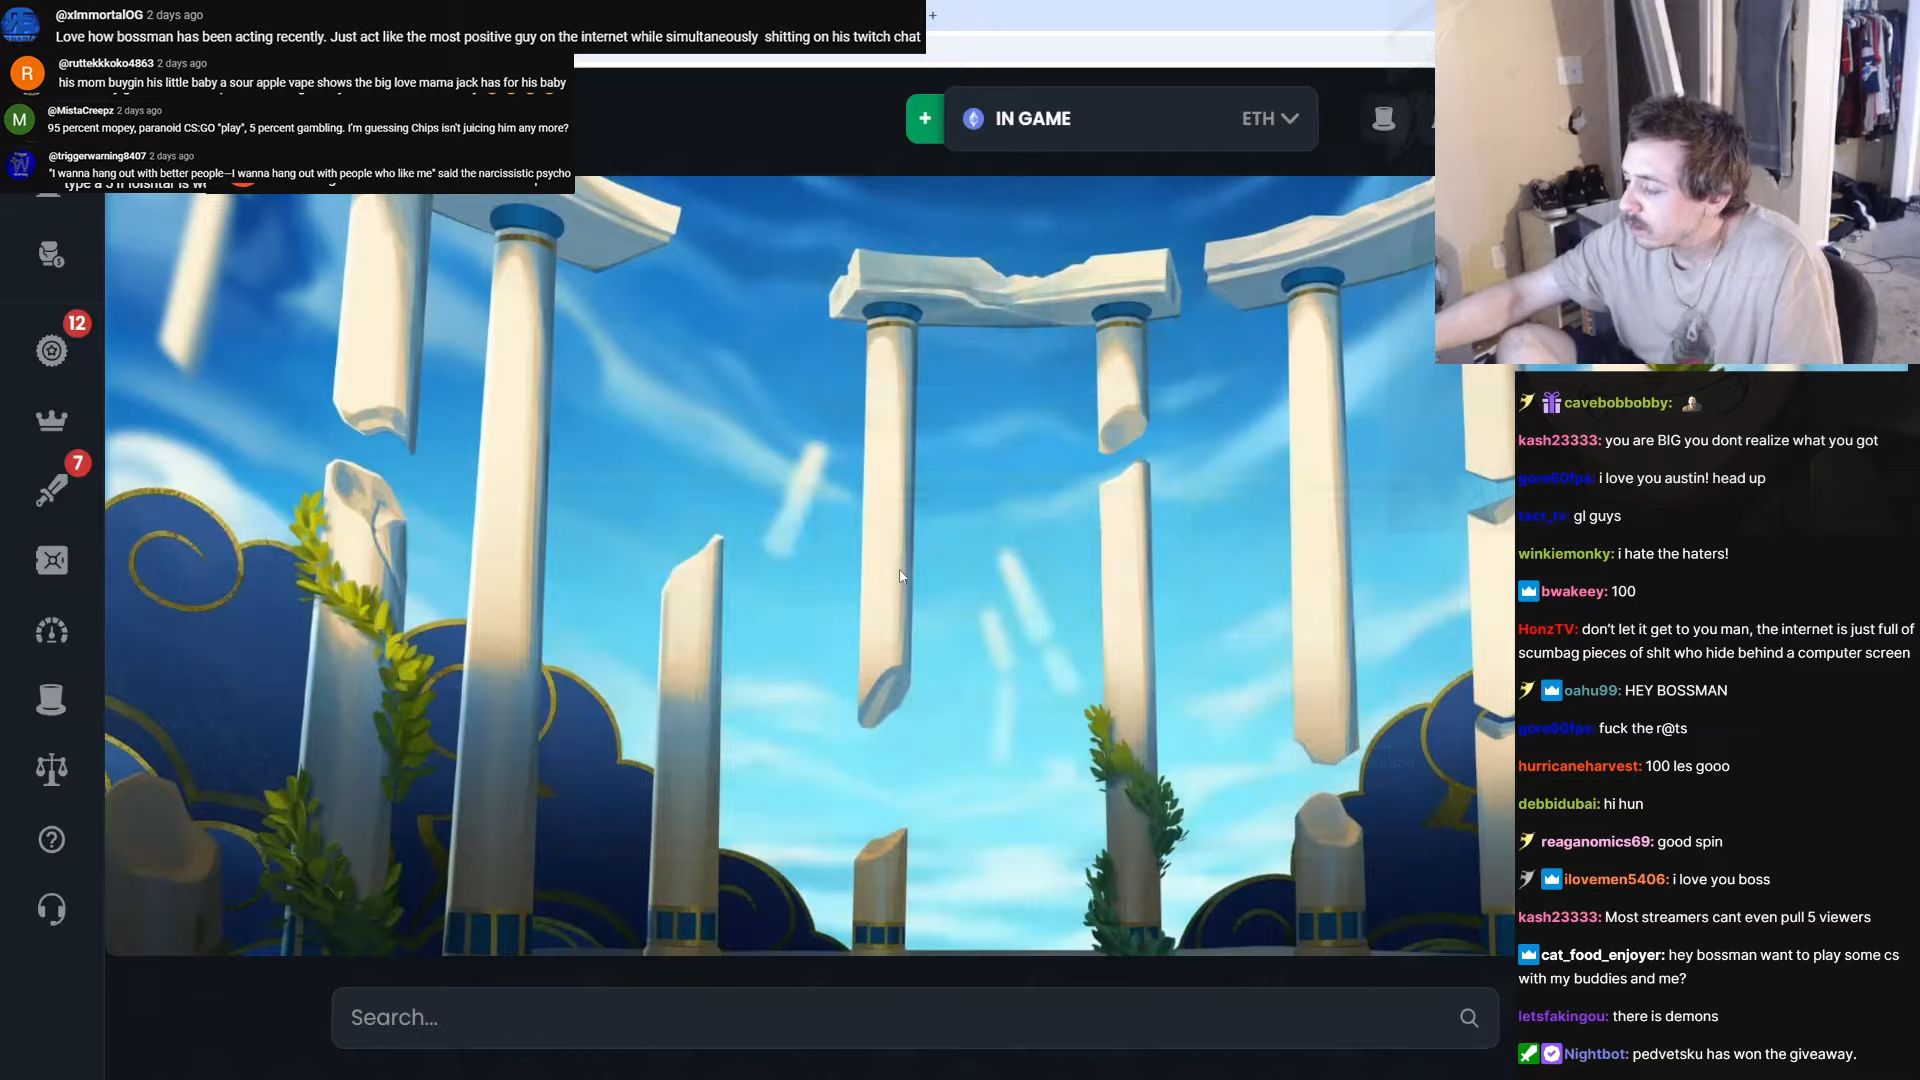 @xImmortalOG 2 days ago
Love how bossman has been acting recently. Just act like the most positive guy on the internet while simultaneously shitting on his twitch chat
R
@ruttekkkoko4863 2 days ago
his mom buygin his little baby a sour apple vape shows the big love mama jack has for his baby
M
@MistaCreepz 2 days ago
95 percent mopey, paranoid CS:GO "play", 5 percent gambling. I'm guessing Chips isn't juicing him any more?
@triggerwarning8407 2 days ago
"I wanna hang out with better people—I wanna hang out with people who like me" said the narcissistic psycho
+
+
IN GAME
ETH
12
7
Search...
cavebobbobby:
kash23333: you are BIG you dont realize what you got
gore60fps: i love you austin! head up
tact_tv: gl guys
winkiemonky: i hate the haters!
bwakeey: 100
HonzTV: don't let it get to you man, the internet is just full of
scumbag pieces of sh!t who hide behind a computer screen
oahu99: HEY BOSSMAN
gore60fps: fuck the r@ts
hurricaneharvest: 100 les gooo
debbidubai: hi hun
reaganomics69: good spin
ilovemen5406: i love you boss
kash23333: Most streamers cant even pull 5 viewers
cat_food_enjoyer: hey bossman want to play some cs
with my buddies and me?
letsfakingou: there is demons
Nightbot: pedvetsku has won the giveaway.